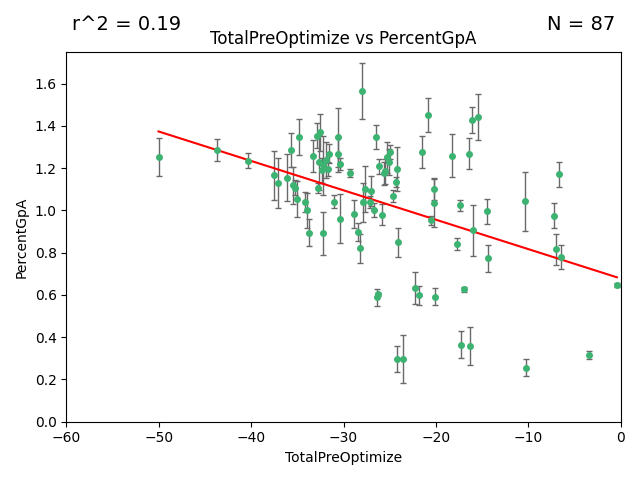 r^2 = 0.19
N = 87
TotalPreOptimize vs PercentGpA
PercentGpA
1.6
1.4
1.2
1.0
0.8
0.6
0.4
0.2
0.0
−60 −50 −40 −30 −20 −10 0
TotalPreOptimize